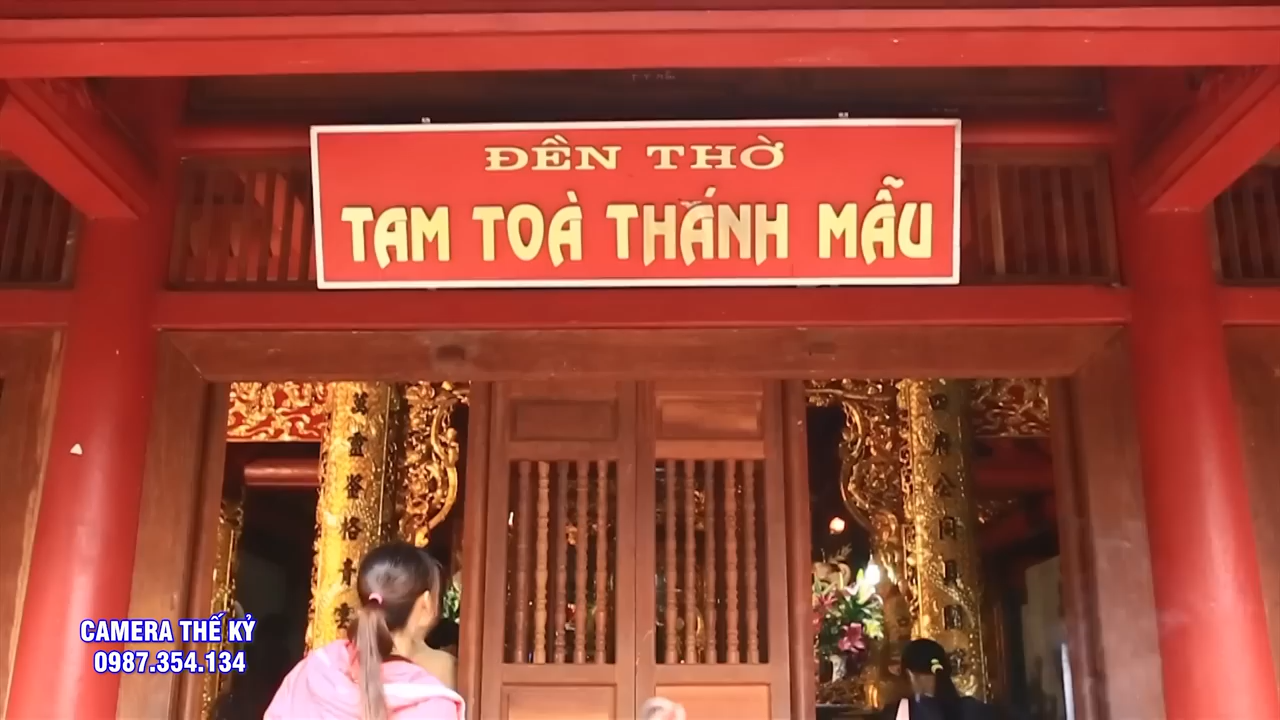 ĐỀN THỜ
TAM TOÀ THÁNH MẪU
CAMERA THẾ KỶ
0987.354.134